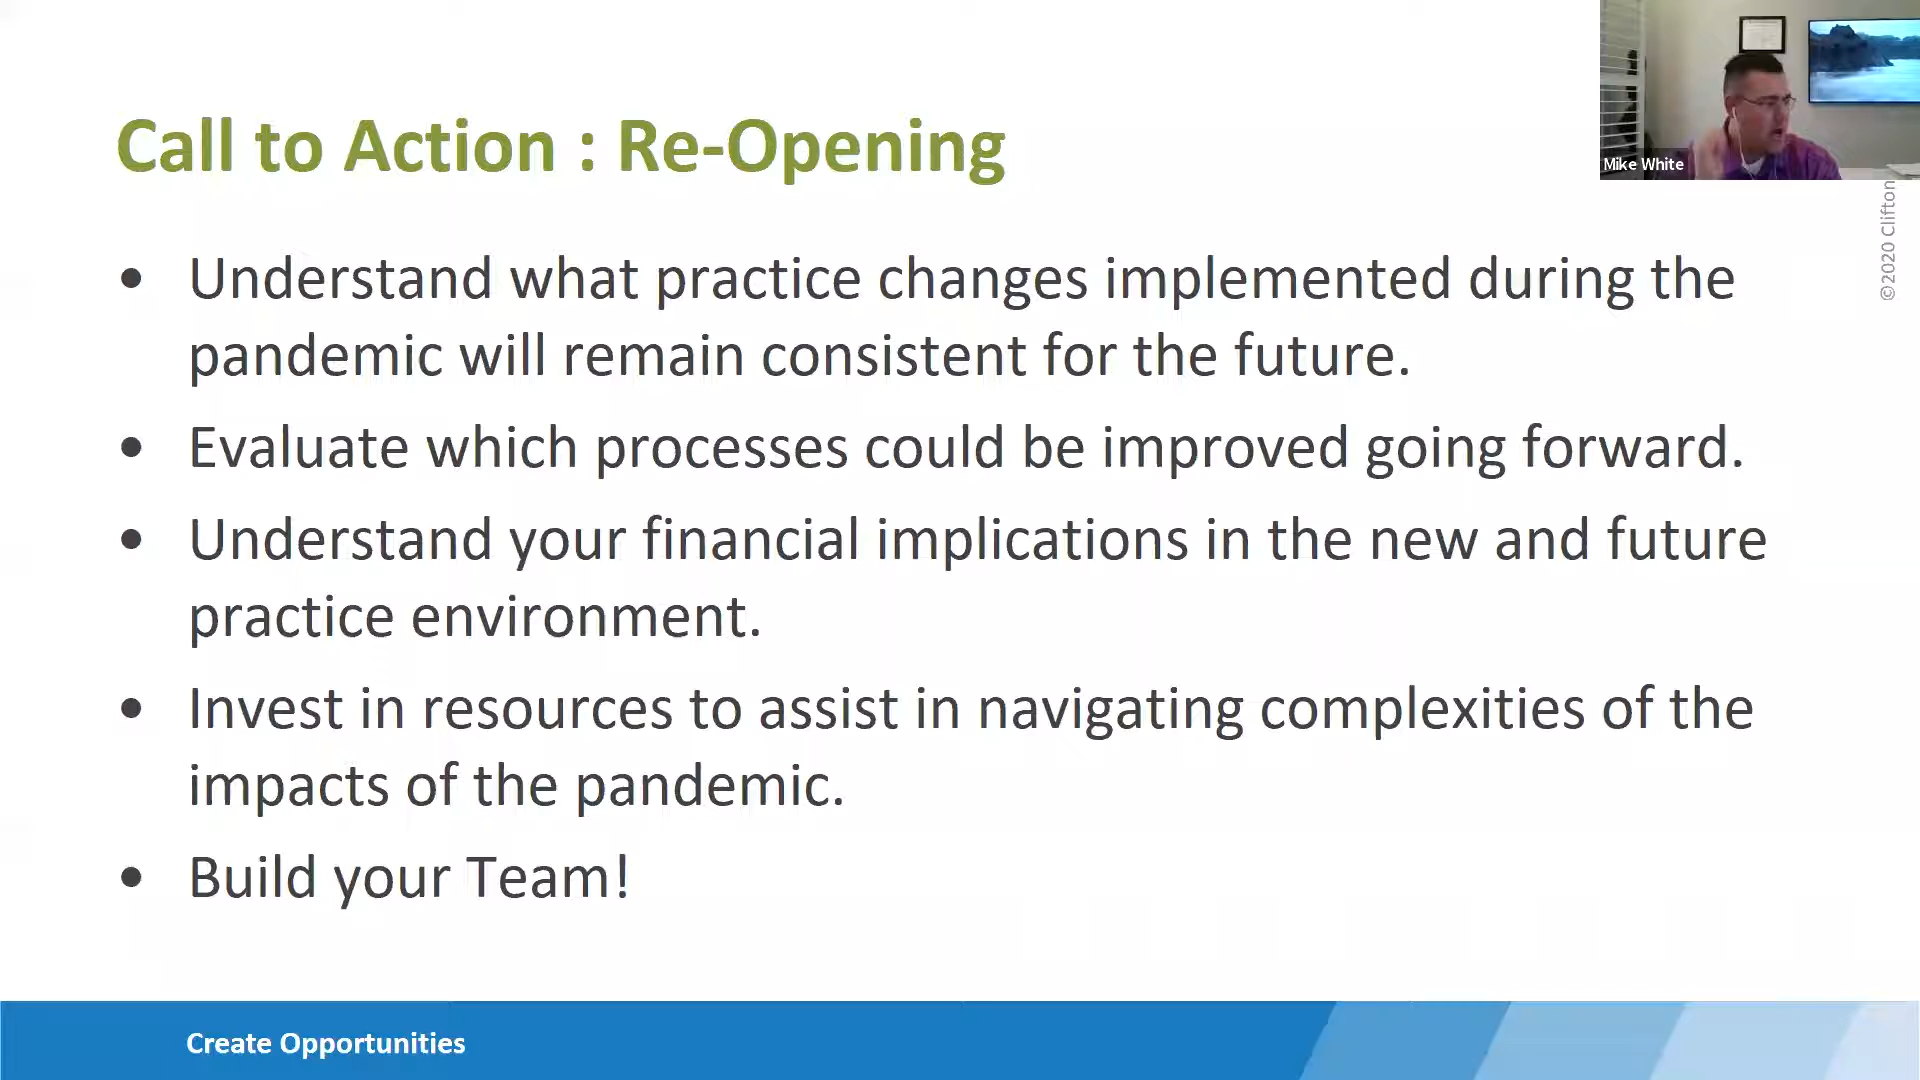 Call to Action : Re-Opening
Mike White
©2020 Clifton
• Understand what practice changes implemented during the
pandemic will remain consistent for the future.
• Evaluate which processes could be improved going forward.
• Understand your financial implications in the new and future
practice environment.
• Invest in resources to assist in navigating complexities of the
impacts of the pandemic.
• Build your Team!
Create Opportunities